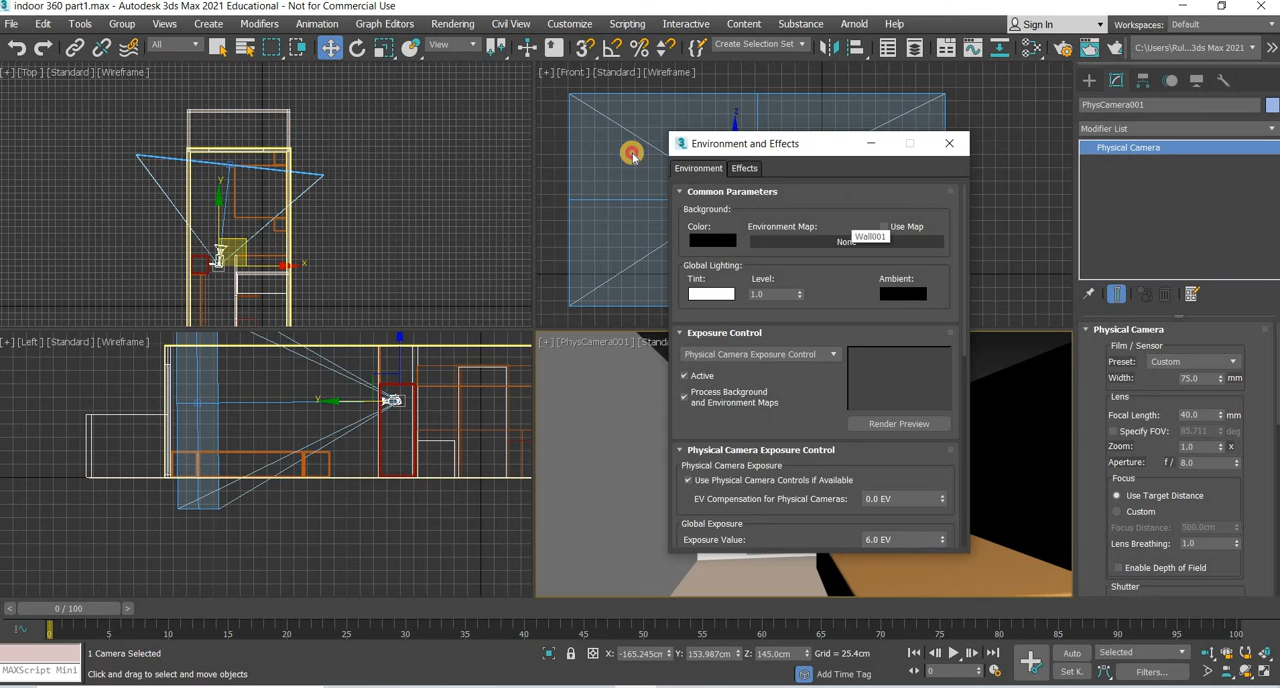 indoor 360 part1.max - Autodesk 3ds Max 2021 Educational - Not for Commercial Use
File Edit Tools Group Views Create Modifiers Animation Graph Editors Rendering Civil View Customize Scripting Interactive Content Substance Arnold Help
Sign In
Workspaces: Default
All
View
Create Selection Set
C:\Users\Rul...3ds Max 2021
[+] [Top ] [Standard ] [Wireframe ]
[+] [Front ] [Standard ] [Wireframe ]
PhysCamera001
Modifier List
Physical Camera
z
y
x
Environment and Effects
Environment Effects
Common Parameters
Background:
Color: Environment Map: Use Map
None
Wall001
Global Lighting:
Tint: Level: Ambient:
1.0
Exposure Control
Physical Camera Exposure Control
Active
Process Background
and Environment Maps
Render Preview
Physical Camera Exposure Control
Physical Camera Exposure
Use Physical Camera Controls if Available
EV Compensation for Physical Cameras: 0.0 EV
Global Exposure
Exposure Value: 6.0 EV
[+] [Left ] [Standard ] [Wireframe ]
y
[+] [PhysCamera001 ] [Standa
Physical Camera
Film / Sensor
Preset: Custom
Width: 75.0 mm
Lens
Focal Length: 40.0 mm
Specify FOV: 85.711 deg
Zoom: 1.0 x
Aperture: f / 8.0
Focus
Use Target Distance
Custom
Focus Distance: 500.0cm
Lens Breathing: 1.0
Enable Depth of Field
Shutter
< 0 / 100 >
0 5 10 15 20 25 30 35 40 45 50 55 60 65 70 75 80 85 90 95 100
1 Camera Selected
X: -165.245cm Y: 153.987cm Z: 145.0cm Grid = 25.4cm
Auto Selected
MAXScript Mini
Click and drag to select and move objects
Add Time Tag
0
Set K. Filters...